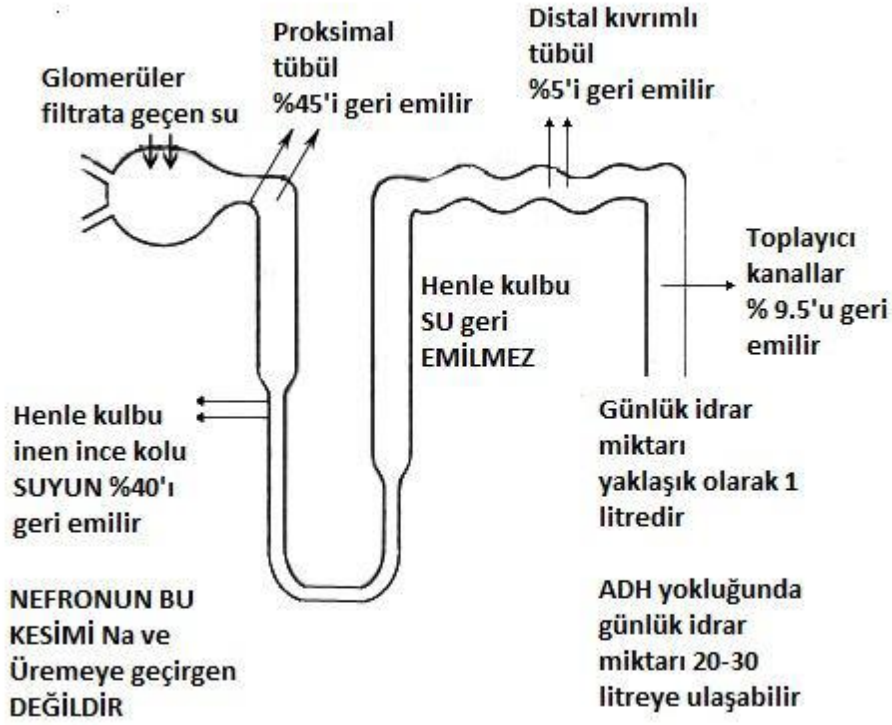 Glomerüler
filtrata geçen su
Proksimal
tübül
%45'i geri emilir
Distal kıvrımlı
tübül
%5'i geri emilir
Toplayıcı
kanallar
% 9.5'u geri
emilir
Henle kulbu
SU geri
EMİLMEZ
Henle kulbu
inen ince kolu
SUYUN %40'ı
geri emilir
Günlük idrar
miktarı
yaklaşık olarak 1
litredir
NEFRONUN BU
KESİMİ Na ve
Üremeye geçirgen
DEĞİLDİR
ADH yokluğunda
günlük idrar
miktarı 20-30
litreye ulaşabilir